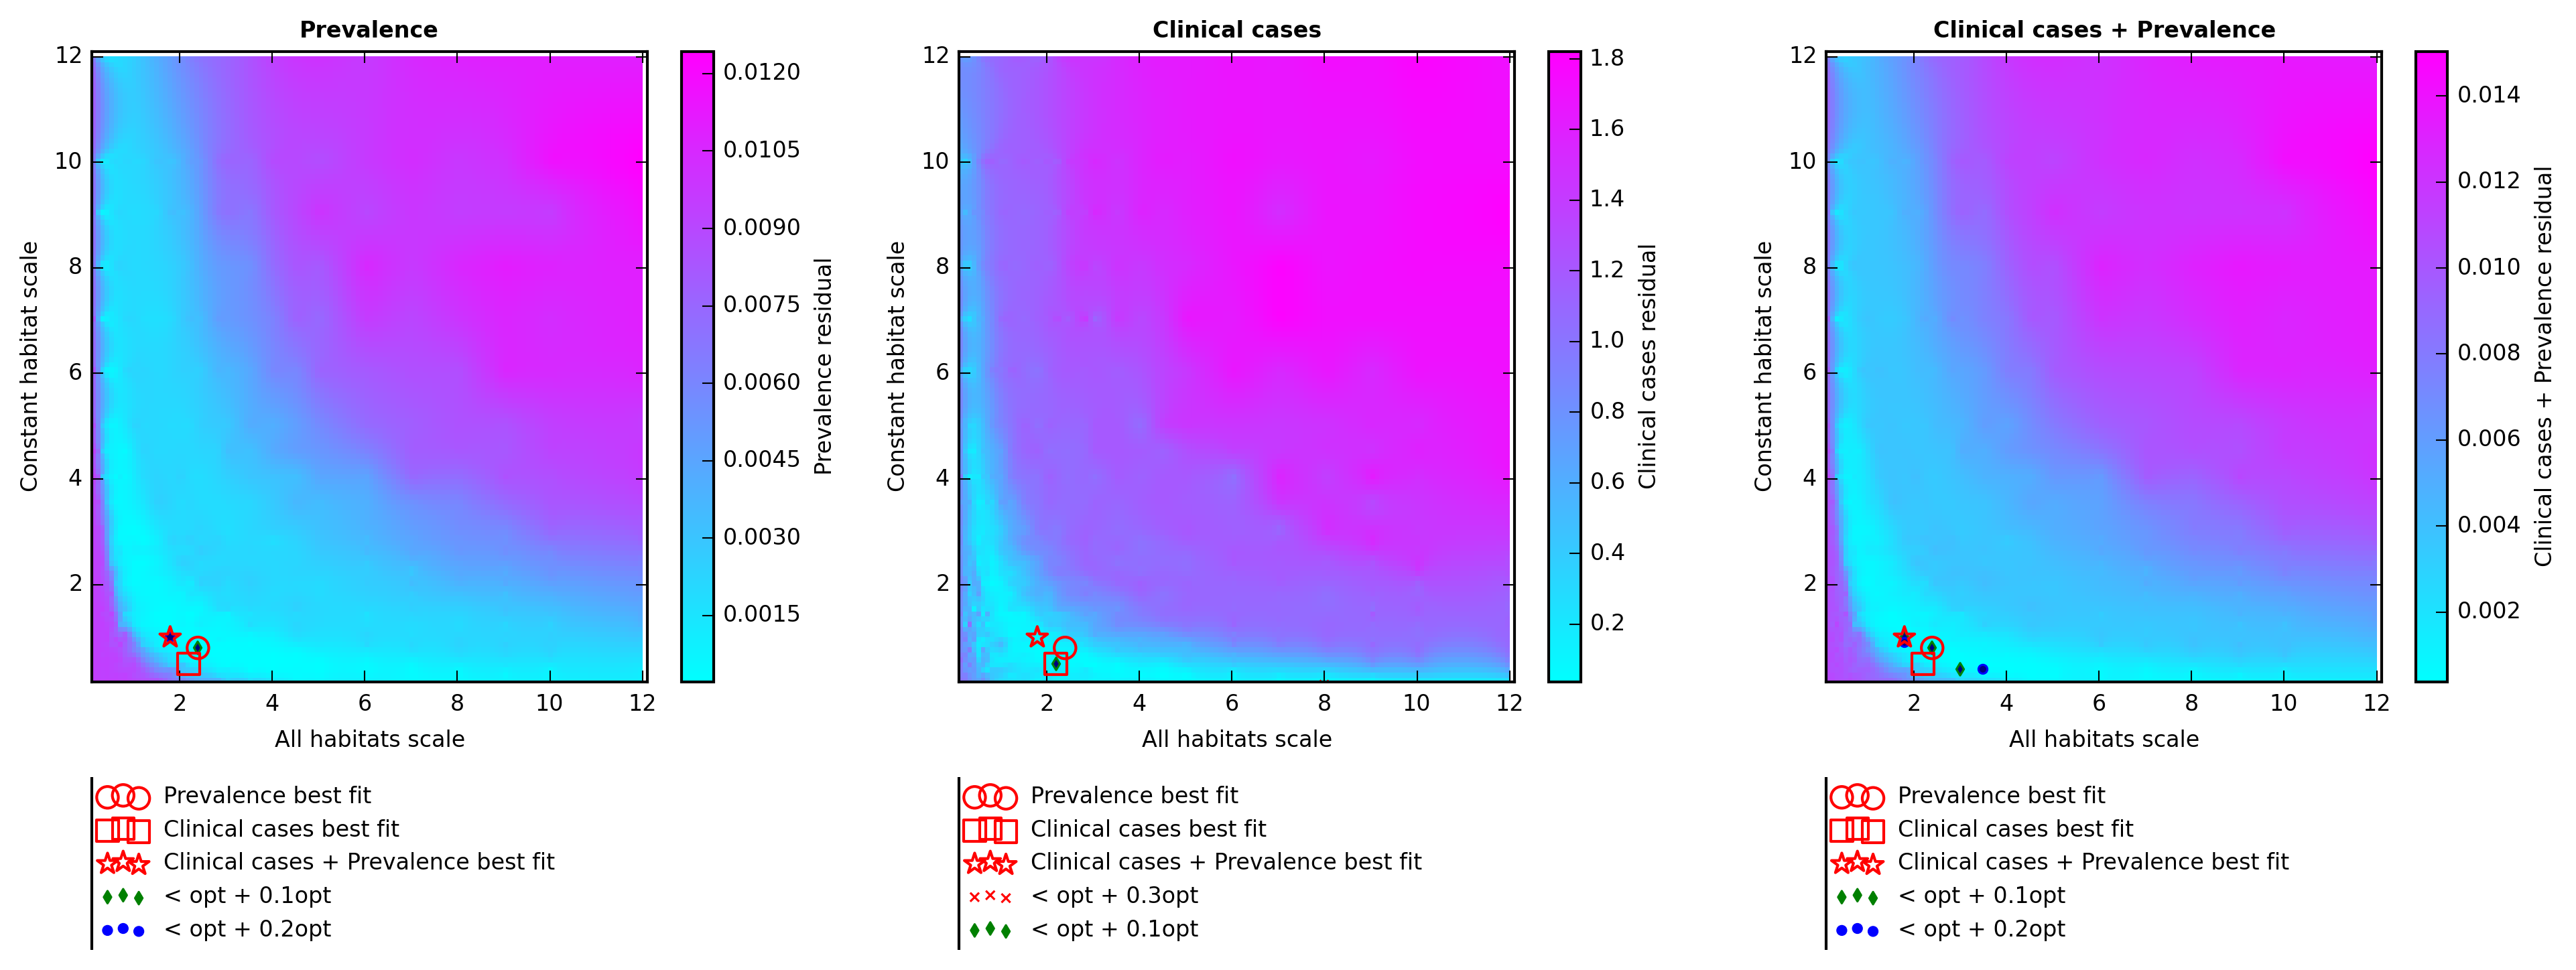 Prevalence
12
10
8
6
4
2
2 4 6 8 10 12
Constant habitat scale
All habitats scale
0.0120
0.0105
0.0090
0.0075
0.0060
0.0045
0.0030
0.0015
Prevalence residual
Prevalence best fit
Clinical cases best fit
Clinical cases + Prevalence best fit
< opt + 0.1opt
< opt + 0.2opt
Clinical cases
12
10
8
6
4
2
2 4 6 8 10 12
Constant habitat scale
All habitats scale
1.8
1.6
1.4
1.2
1.0
0.8
0.6
0.4
0.2
Clinical cases residual
Prevalence best fit
Clinical cases best fit
Clinical cases + Prevalence best fit
< opt + 0.3opt
< opt + 0.1opt
Clinical cases + Prevalence
12
10
8
6
4
2
2 4 6 8 10 12
Constant habitat scale
All habitats scale
0.014
0.012
0.010
0.008
0.006
0.004
0.002
Clinical cases + Prevalence residual
Prevalence best fit
Clinical cases best fit
Clinical cases + Prevalence best fit
< opt + 0.1opt
< opt + 0.2opt